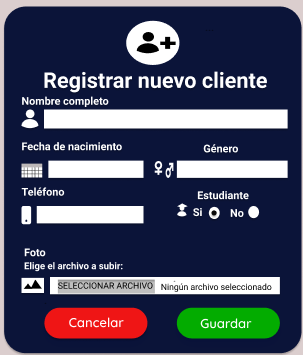 Registrar nuevo cliente
Nombre completo
Fecha de nacimiento
Género
Teléfono
Estudiante
Si No
Foto
Elige el archivo a subir:
SELECCIONAR ARCHIVO Ningún archivo seleccionado
Cancelar Guardar